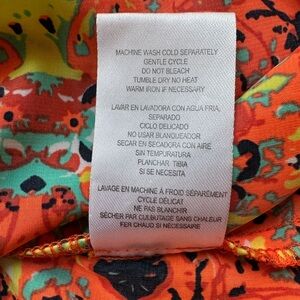 MACHINE WASH COLD SEPARATELY
GENTLE CYCLE
DO NOT BLEACH
TUMBLE DRY NO HEAT
WARM IRON IF NECESSARY
LAVAR EN LAVADORA CON AGUA FRIA,
SEPARADO
CICLO DELICADO
NO USAR BLANQUEADOR
SECAR EN SECADORA CON AIRE
SIN TEMPURATURA
PLANCHAR TIBIA
SI SE NECESITA
LAVAGE EN MACHINE À FROID SÉPARÉMENT
CYCLE DÉLICAT
NE PAS BLANCHIR
SÉCHER PAR CULBUTAGE SANS CHALEUR
FER CHAUD SI NÉCESSAIRE